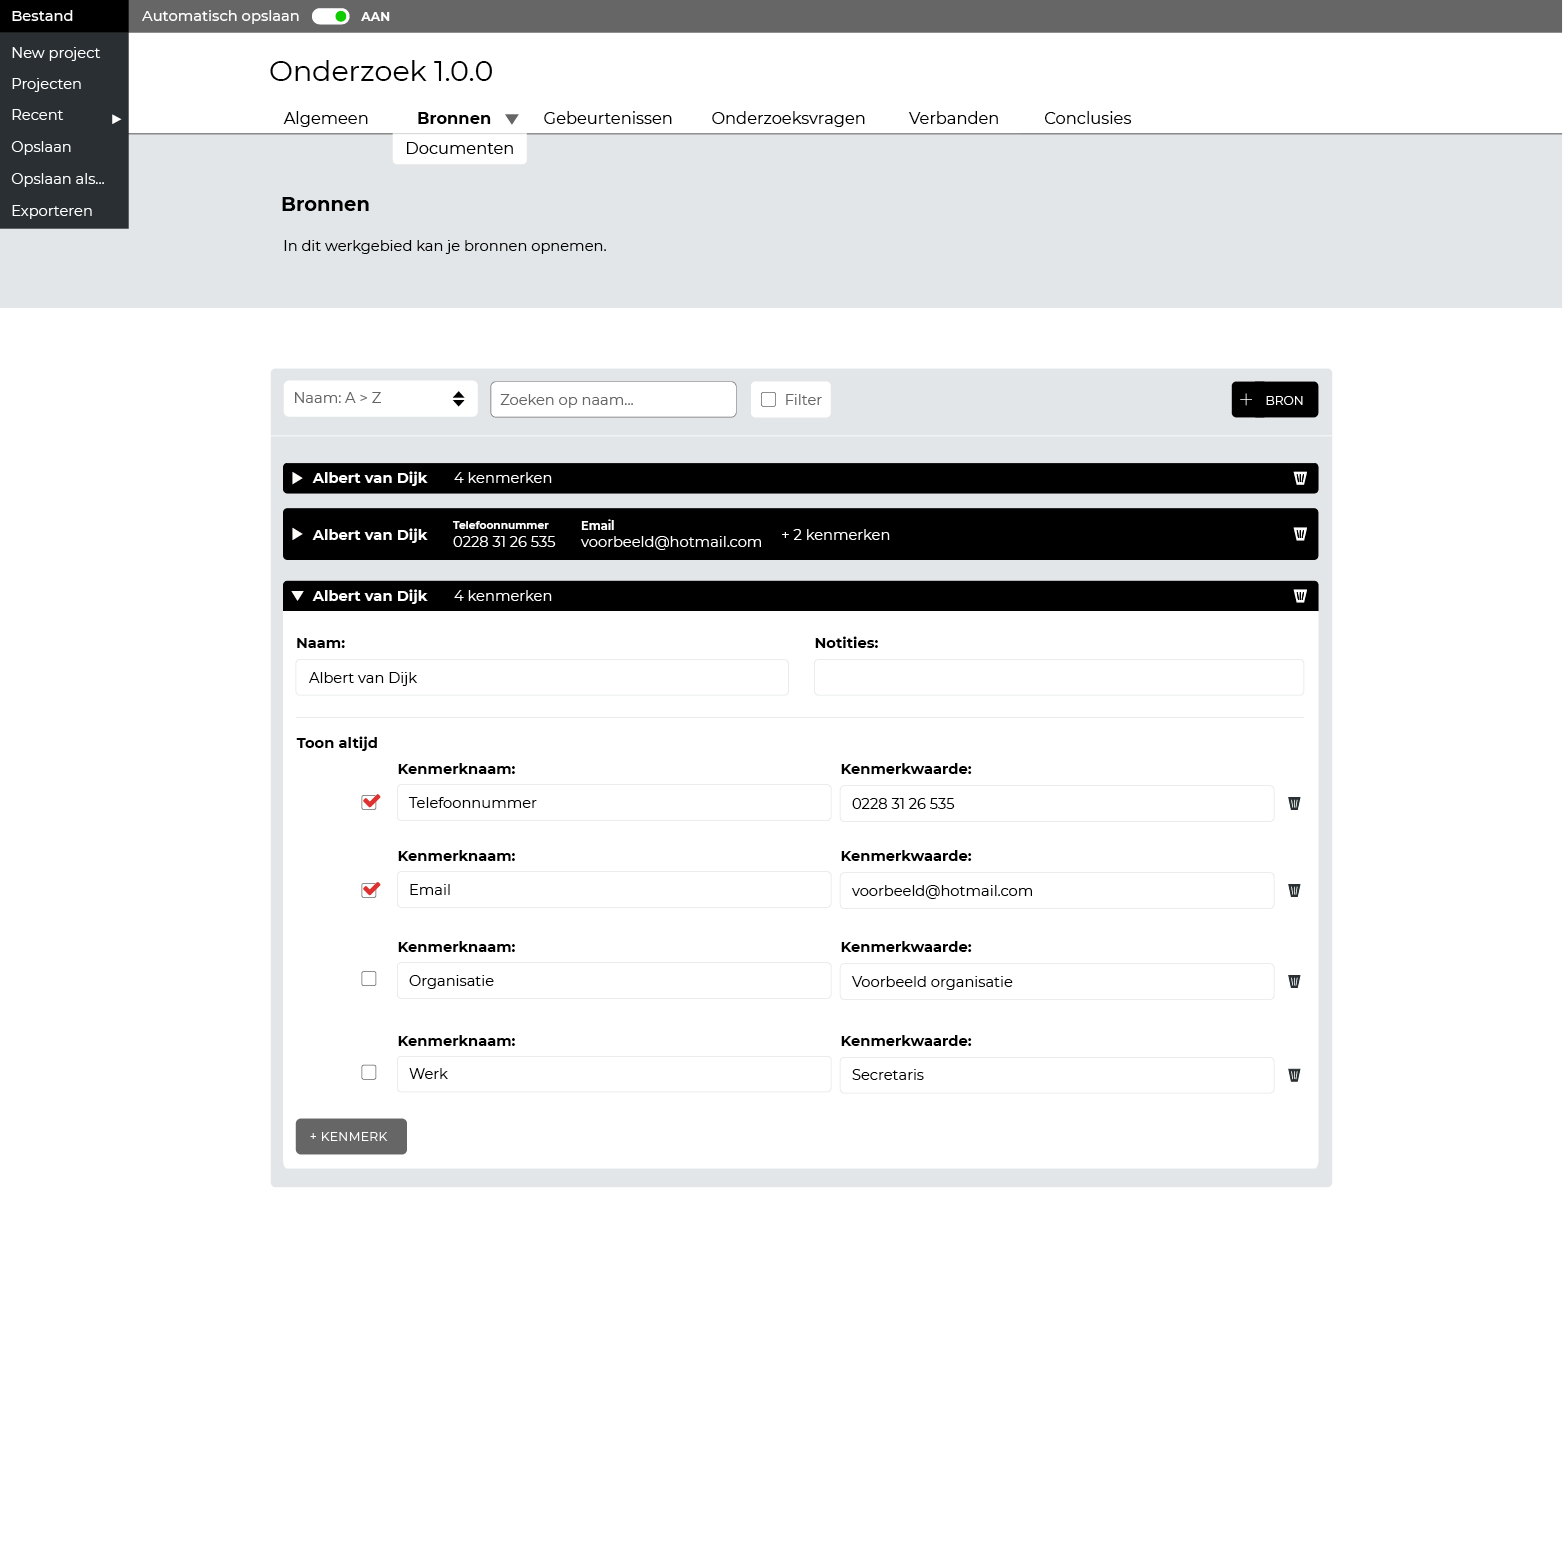 Bestand
Automatisch opslaan AAN
New project
Projecten
Recent
Opslaan
Opslaan als...
Exporteren
Onderzoek 1.0.0
Algemeen Bronnen Gebeurtenissen Onderzoeksvragen Verbanden Conclusies
Documenten
Bronnen
In dit werkgebied kan je bronnen opnemen.
Naam: A > Z Zoeken op naam... Filter + BRON
Albert van Dijk 4 kenmerken
Telefoonnummer Email
Albert van Dijk 0228 31 26 535 voorbeeld@hotmail.com + 2 kenmerken
Albert van Dijk 4 kenmerken
Naam: Notities:
Albert van Dijk
Toon altijd
Kenmerknaam: Kenmerkwaarde:
Telefoonnummer 0228 31 26 535
Kenmerknaam: Kenmerkwaarde:
Email voorbeeld@hotmail.com
Kenmerknaam: Kenmerkwaarde:
Organisatie Voorbeeld organisatie
Kenmerknaam: Kenmerkwaarde:
Werk Secretaris
+ KENMERK